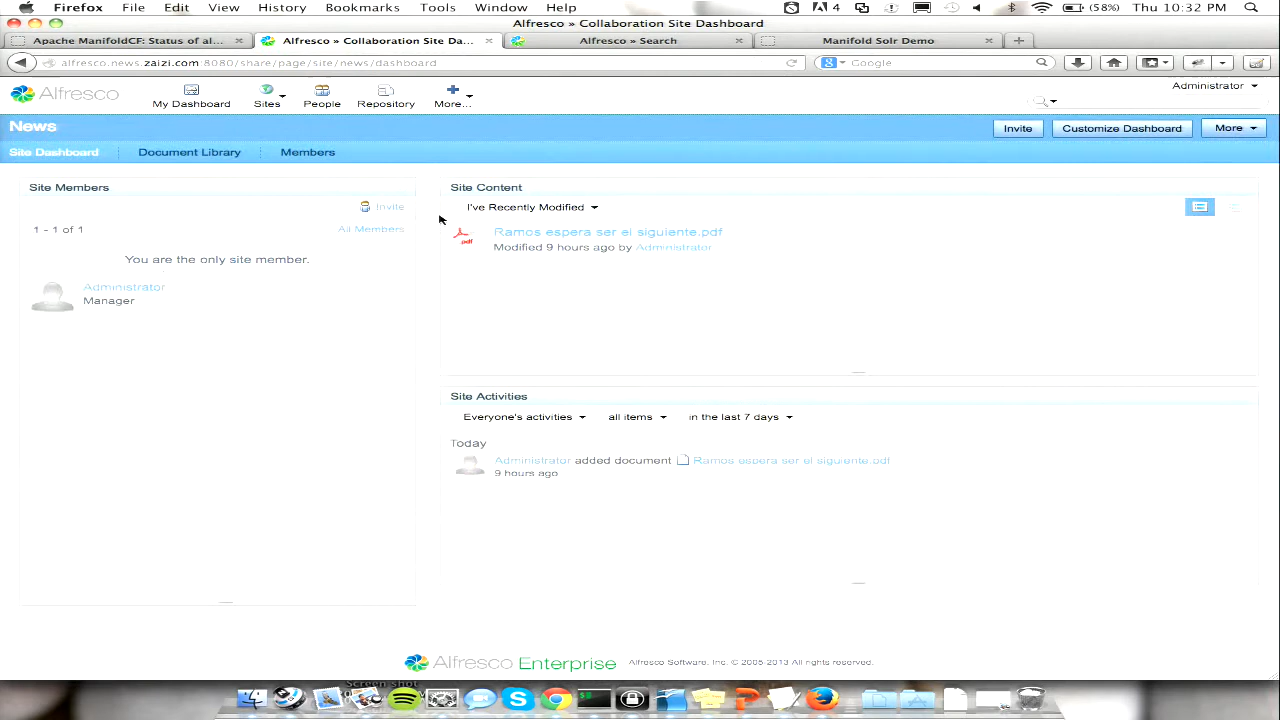 Firefox File Edit View History Bookmarks Tools Window Help 4 (58%) Thu 10:32 PM
Alfresco » Collaboration Site Dashboard
Apache ManifoldCF: Status of al... Alfresco » Collaboration Site Da... Alfresco » Search Manifold Solr Demo
alfresco.news.zaizi.com:8080/share/page/site/news/dashboard Google
Alfresco My Dashboard Sites People Repository More... Administrator
News Invite Customize Dashboard More
Site Dashboard Document Library Members
Site Members
Invite
1 - 1 of 1 All Members
You are the only site member.
Administrator
Manager
Site Content
I've Recently Modified
pdf
Ramos espera ser el siguiente.pdf
Modified 9 hours ago by Administrator
Site Activities
Everyone's activities all items in the last 7 days
Today
Administrator added document Ramos espera ser el siguiente.pdf
9 hours ago
Alfresco Enterprise Alfresco Software, Inc. © 2005-2013 All rights reserved.
Screen shot